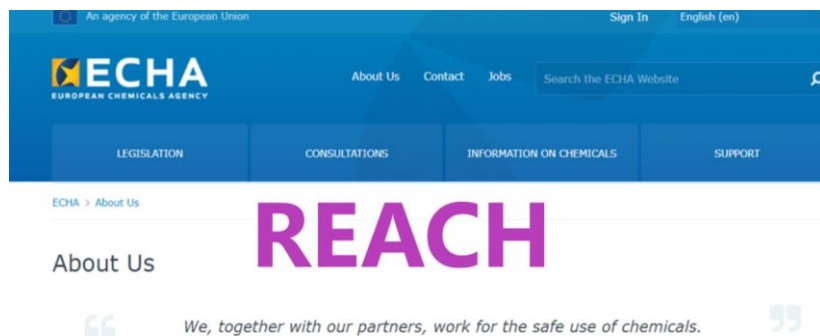 An agency of the European Union Sign In English (en)
ECHA
EUROPEAN CHEMICALS AGENCY
About Us Contact Jobs Search the ECHA Website
LEGISLATION CONSULTATIONS INFORMATION ON CHEMICALS SUPPORT
ECHA > About Us
REACH
About Us
We, together with our partners, work for the safe use of chemicals.